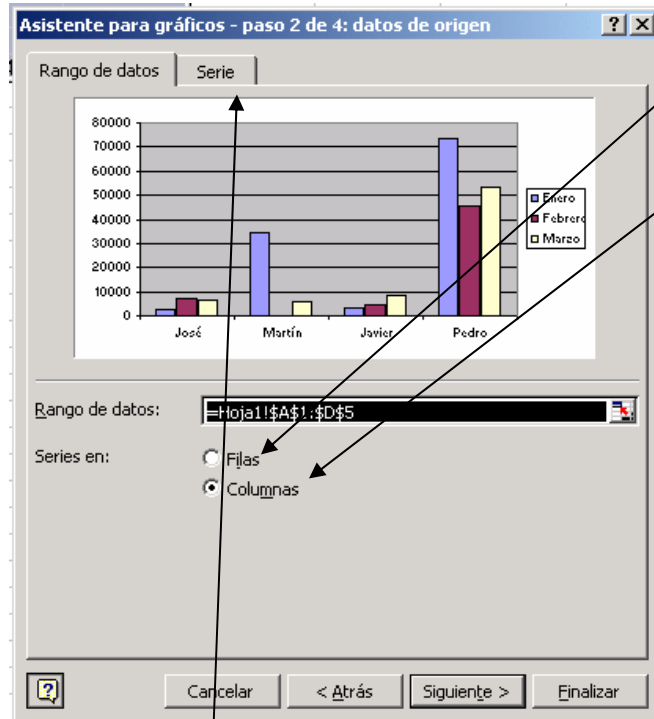 Asistente para gráficos - paso 2 de 4: datos de origen
Rango de datos
Serie
80000
70000
60000
50000
40000
30000
20000
10000
0
Enero
Febrero
Marzo
José
Martín
Javier
Pedro
Rango de datos:
=Hoja1!$A$1:$D$5
Series en:
Filas
Columnas
Cancelar
< Atrás
Siguiente >
Finalizar